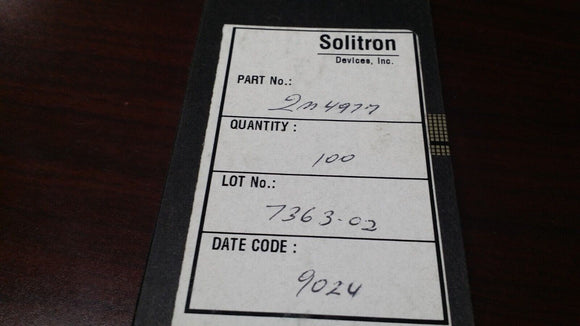 Solitron
Devices, Inc.
PART No.:
2n4977
QUANTITY:
100
LOT No.:
7363-02
DATE CODE:
9024